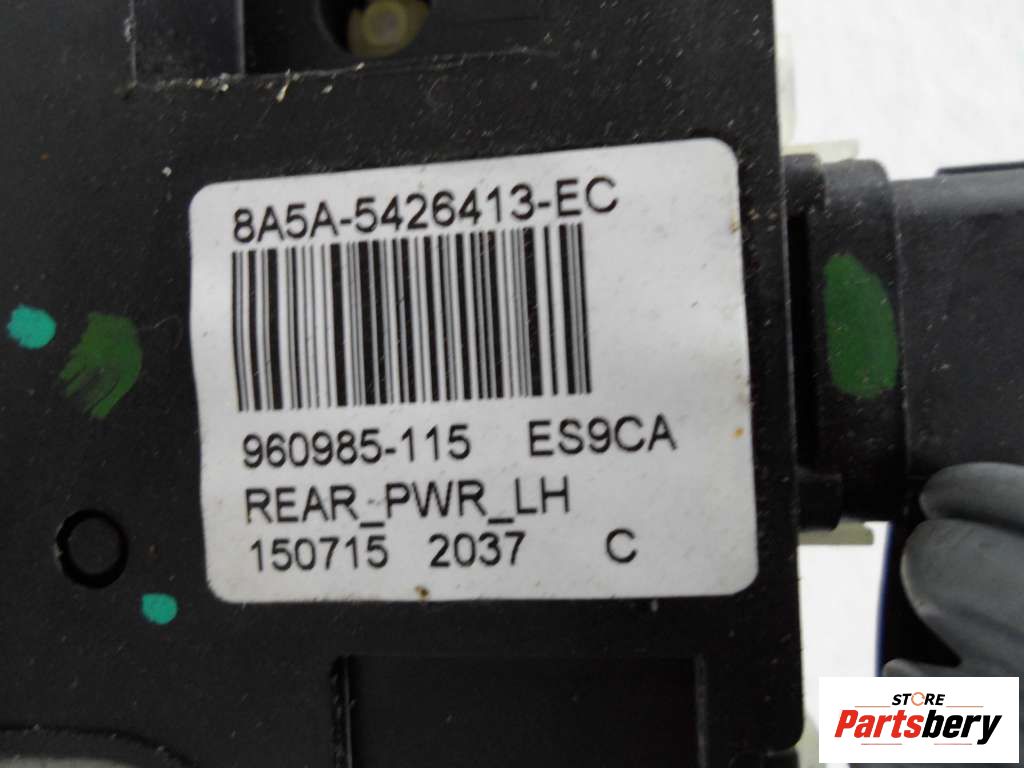 8A5A-5426413-EC
960985-115 ES9CA
REAR_PWR_LH
150715 2037 C
STORE
Partsbery